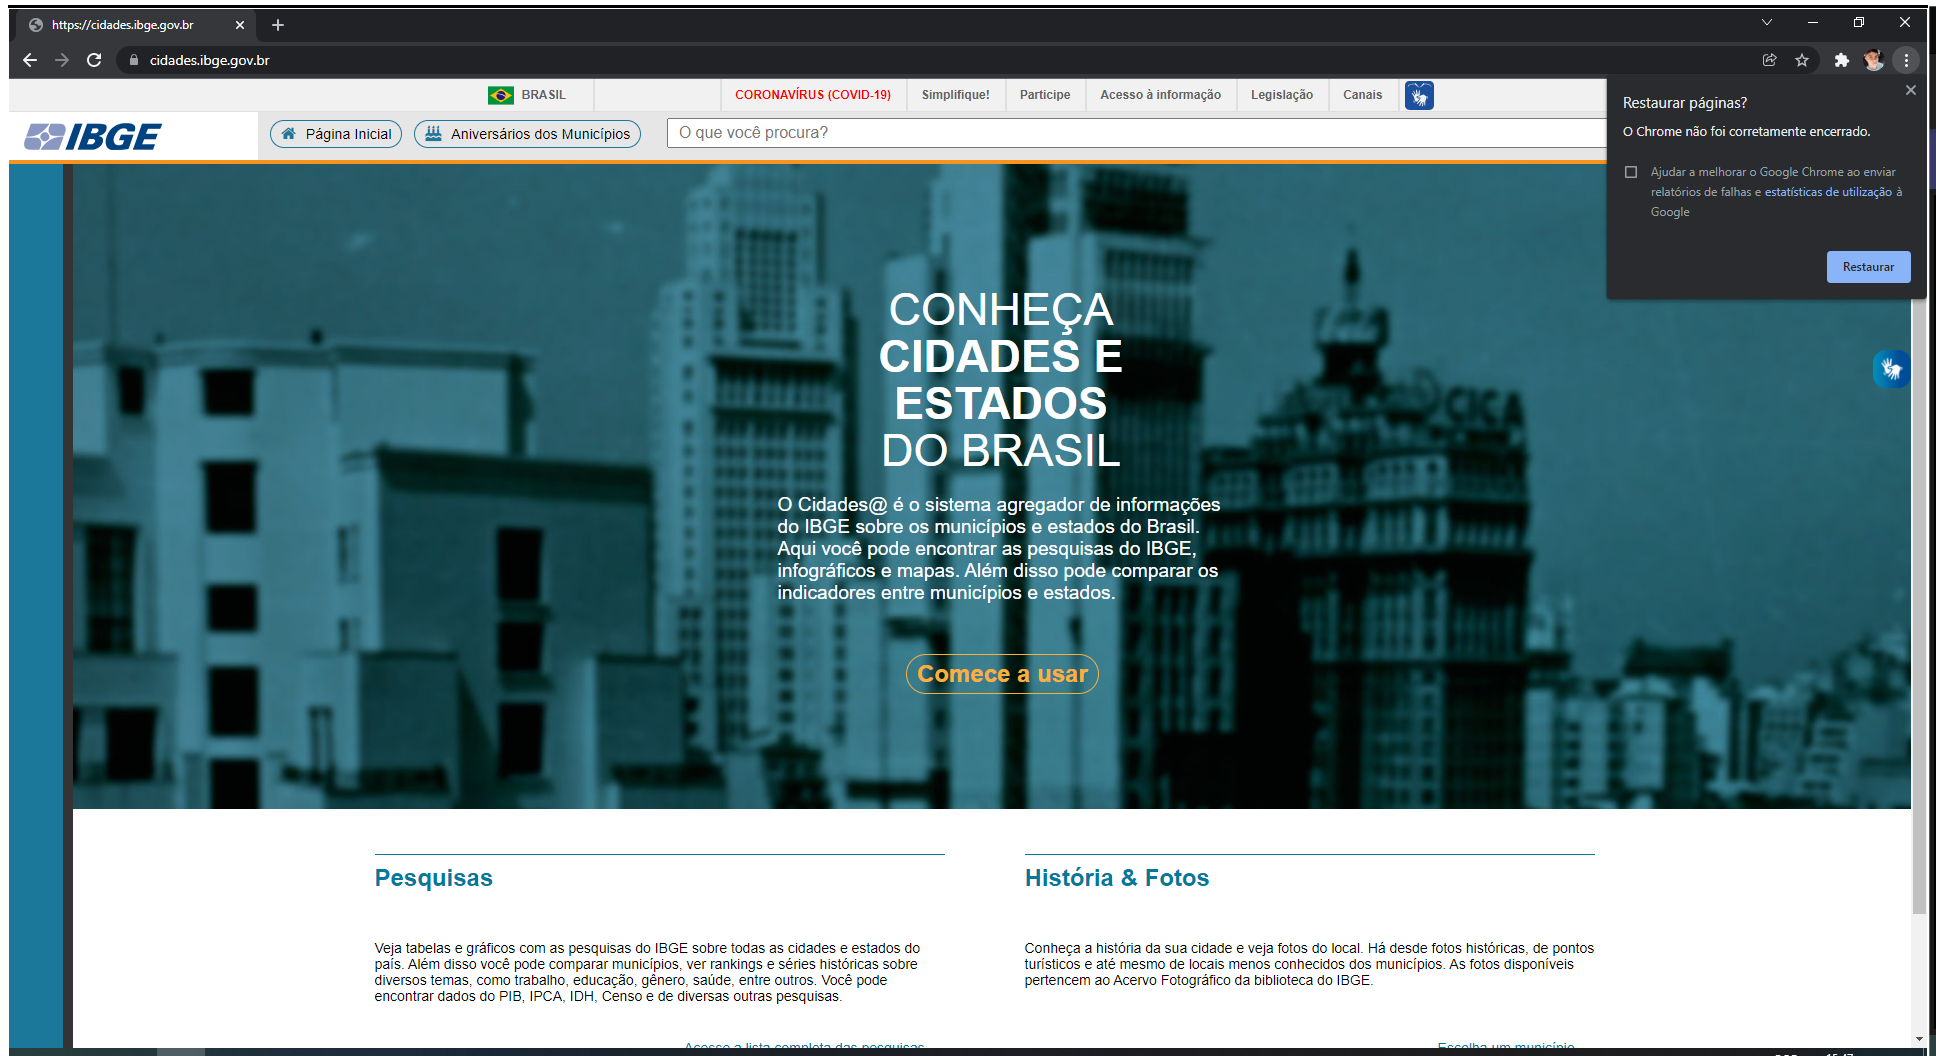 https://cidades.ibge.gov.br
cidades.ibge.gov.br
BRASIL
CORONAVÍRUS (COVID-19)
Simplifique!
Participe
Acesso à informação
Legislação
Canais
IBGE
Página Inicial
Aniversários dos Municípios
O que você procura?
Restaurar páginas?
O Chrome não foi corretamente encerrado.
Ajudar a melhorar o Google Chrome ao enviar
relatórios de falhas e estatísticas de utilização à
Google
Restaurar
CONHEÇA
CIDADES E
ESTADOS
DO BRASIL
CICA
O Cidades@ é o sistema agregador de informações
do IBGE sobre os municípios e estados do Brasil.
Aqui você pode encontrar as pesquisas do IBGE,
infográficos e mapas. Além disso pode comparar os
indicadores entre municípios e estados.
Comece a usar
Pesquisas
Veja tabelas e gráficos com as pesquisas do IBGE sobre todas as cidades e estados do
país. Além disso você pode comparar municípios, ver rankings e séries históricas sobre
diversos temas, como trabalho, educação, gênero, saúde, entre outros. Você pode
encontrar dados do PIB, IPCA, IDH, Censo e de diversas outras pesquisas.
Acesse a lista completa das pesquisas
História & Fotos
Conheça a história da sua cidade e veja fotos do local. Há desde fotos históricas, de pontos
turísticos e até mesmo de locais menos conhecidos dos municípios. As fotos disponíveis
pertencem ao Acervo Fotográfico da biblioteca do IBGE.
Escolha um município